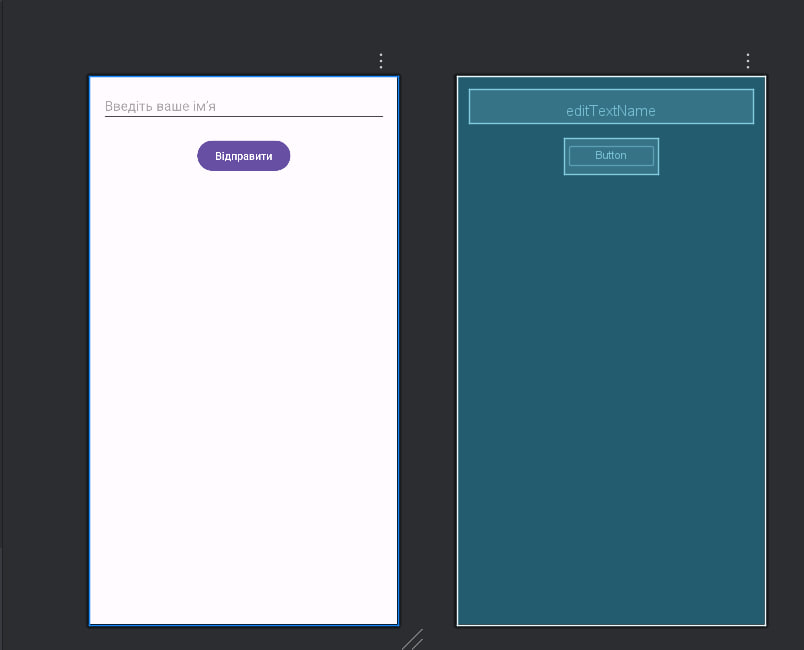 Введіть ваше ім'я
Відправити
editTextName
Button